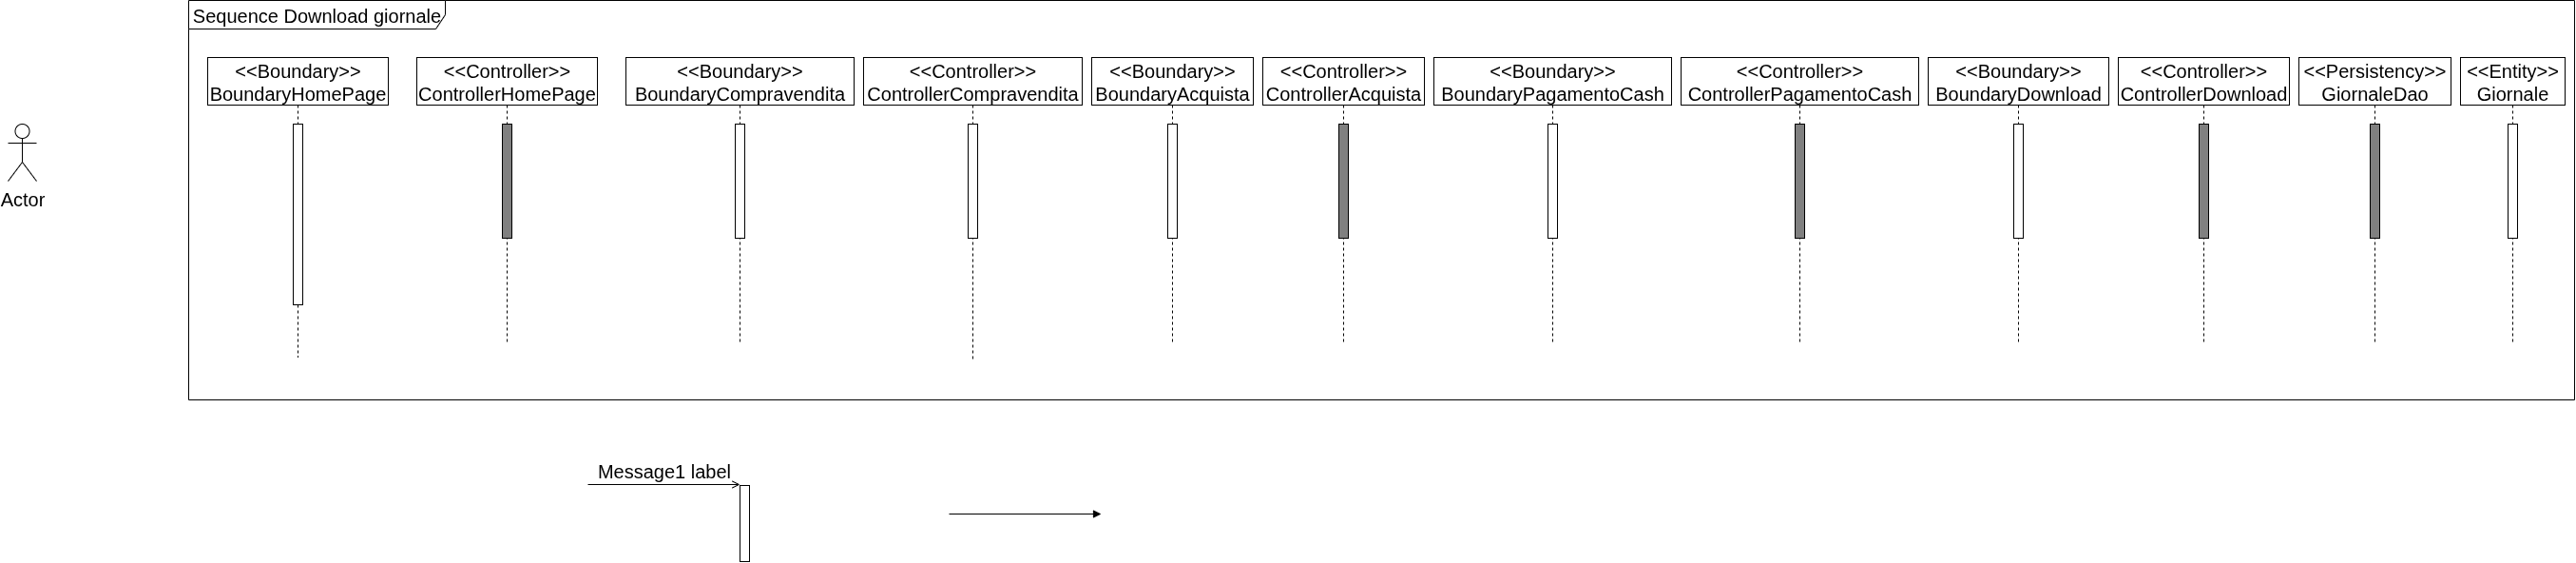 Sequence Download giornale
<<Boundary>>
BoundaryHomePage
<<Controller>>
ControllerHomePage
<<Boundary>>
BoundaryCompravendita
<<Controller>>
ControllerCompravendita
<<Boundary>>
BoundaryAcquista
<<Controller>>
ControllerAcquista
<<Boundary>>
BoundaryPagamentoCash
<<Controller>>
ControllerPagamentoCash
<<Boundary>>
BoundaryDownload
<<Controller>>
ControllerDownload
<<Persistency>>
GiornaleDao
<<Entity>>
Giornale
Actor
Message1 label